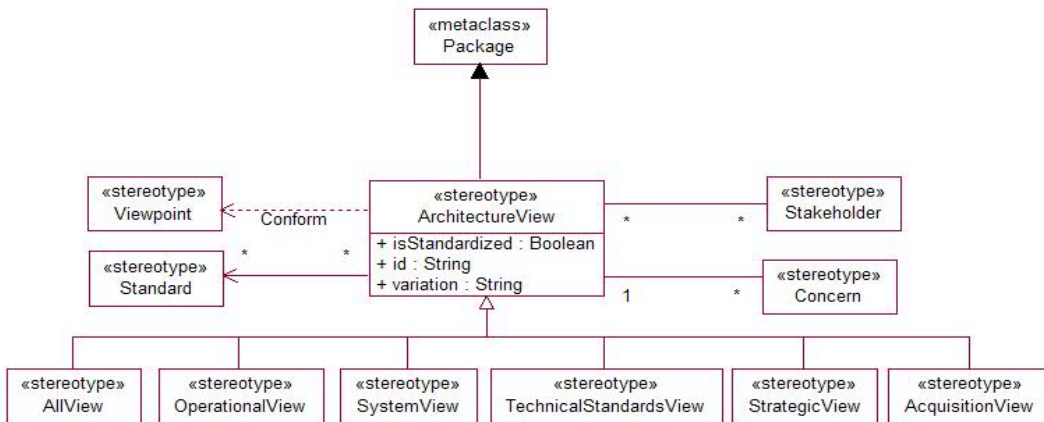 «metaclass»
Package
«stereotype»
Viewpoint
Conform
«stereotype»
ArchitectureView
«stereotype»
Stakeholder
* *
+ isStandardized : Boolean
+ id : String
+ variation : String
* *
«stereotype»
Standard
«stereotype»
Concern
1 *
«stereotype»
AllView
«stereotype»
OperationalView
«stereotype»
SystemView
«stereotype»
TechnicalStandardsView
«stereotype»
StrategicView
«stereotype»
AcquisitionView